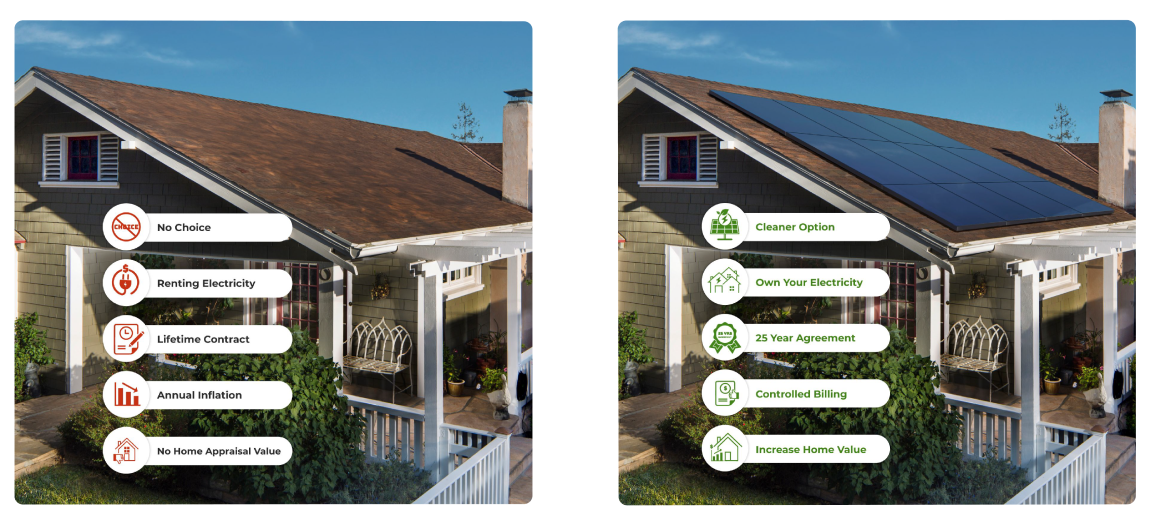 CHOICE
No Choice
Renting Electricity
Lifetime Contract
Annual Inflation
No Home Appraisal Value
Cleaner Option
Own Your Electricity
25 YRS
25 Year Agreement
Controlled Billing
Increase Home Value